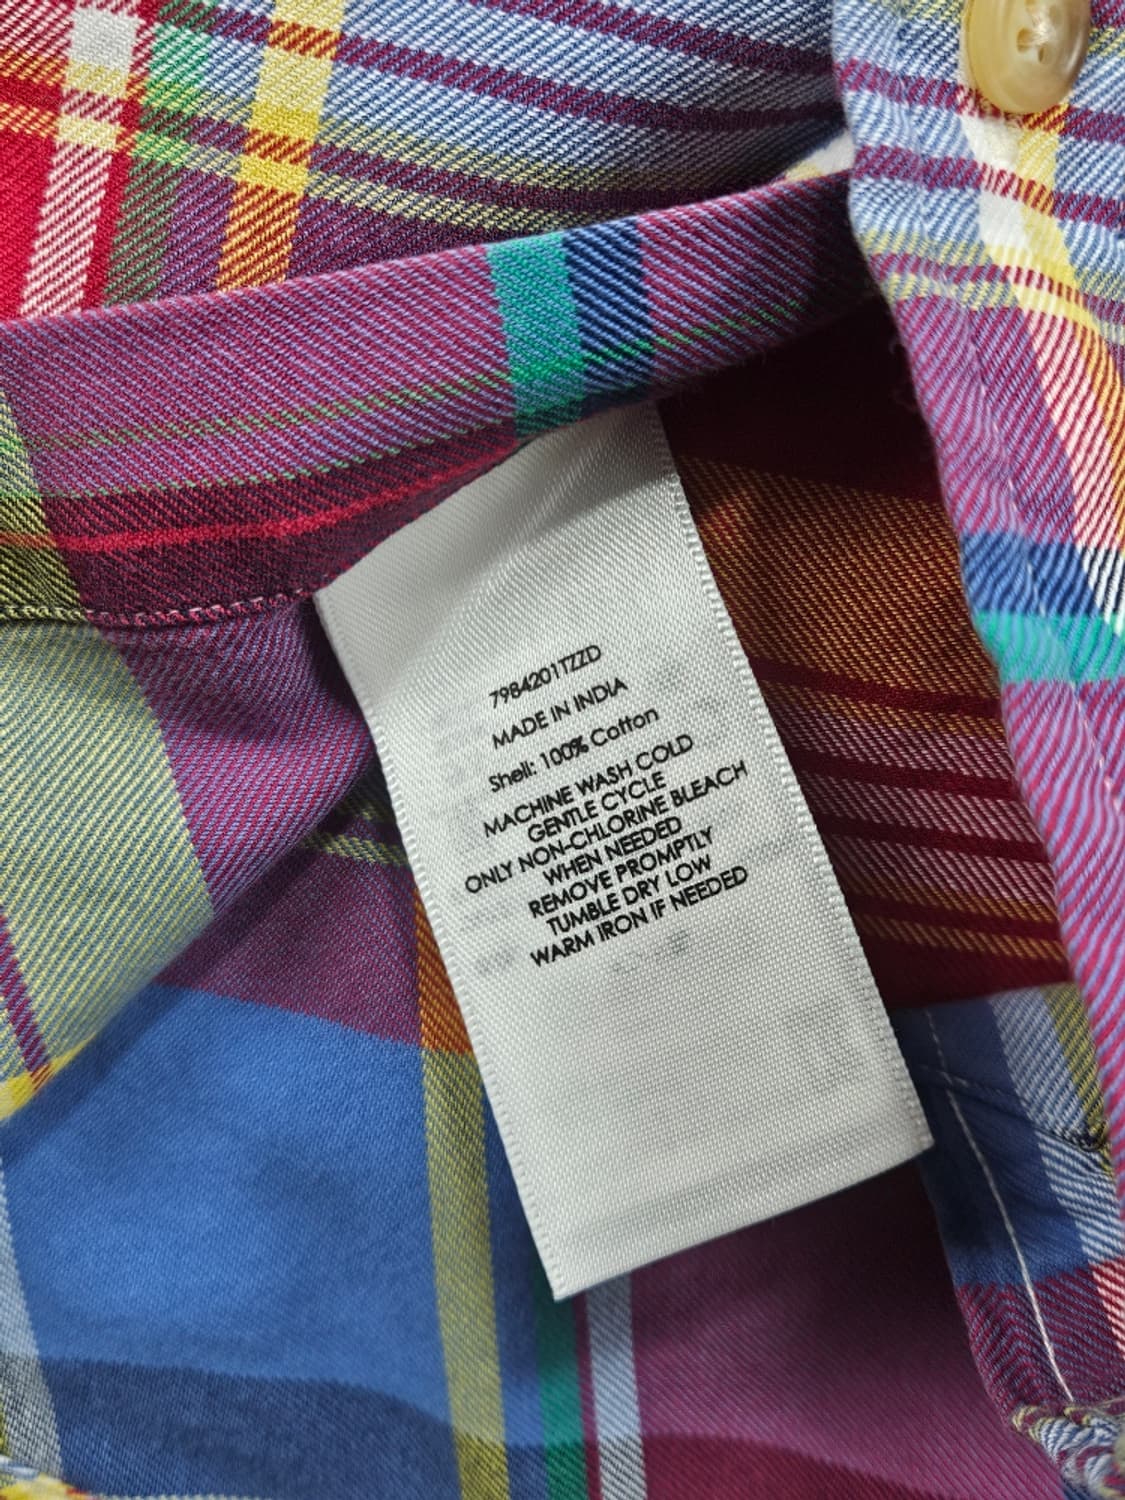 7984201TZZD
MADE IN INDIA
Shell: 100% Cotton
MACHINE WASH COLD
GENTLE CYCLE
ONLY NON-CHLORINE BLEACH
WHEN NEEDED
REMOVE PROMPTLY
TUMBLE DRY LOW
WARM IRON IF NEEDED